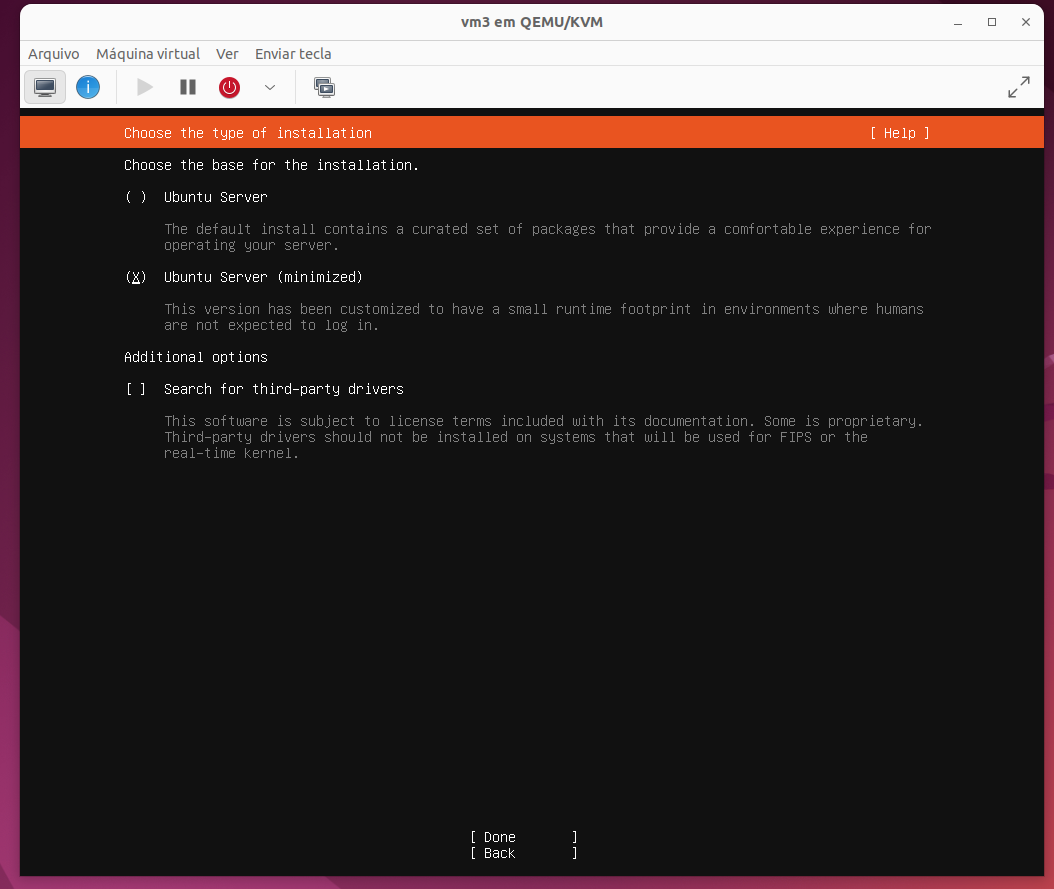 vm3 em QEMU/KVM
Arquivo Máquina virtual Ver Enviar tecla
Choose the type of installation [ Help ]
Choose the base for the installation.
( ) Ubuntu Server
The default install contains a curated set of packages that provide a comfortable experience for
operating your server.
(X) Ubuntu Server (minimized)
This version has been customized to have a small runtime footprint in environments where humans
are not expected to log in.
Additional options
[ ] Search for third-party drivers
This software is subject to license terms included with its documentation. Some is proprietary.
Third-party drivers should not be installed on systems that will be used for FIPS or the
real-time kernel.
[ Done ]
[ Back ]